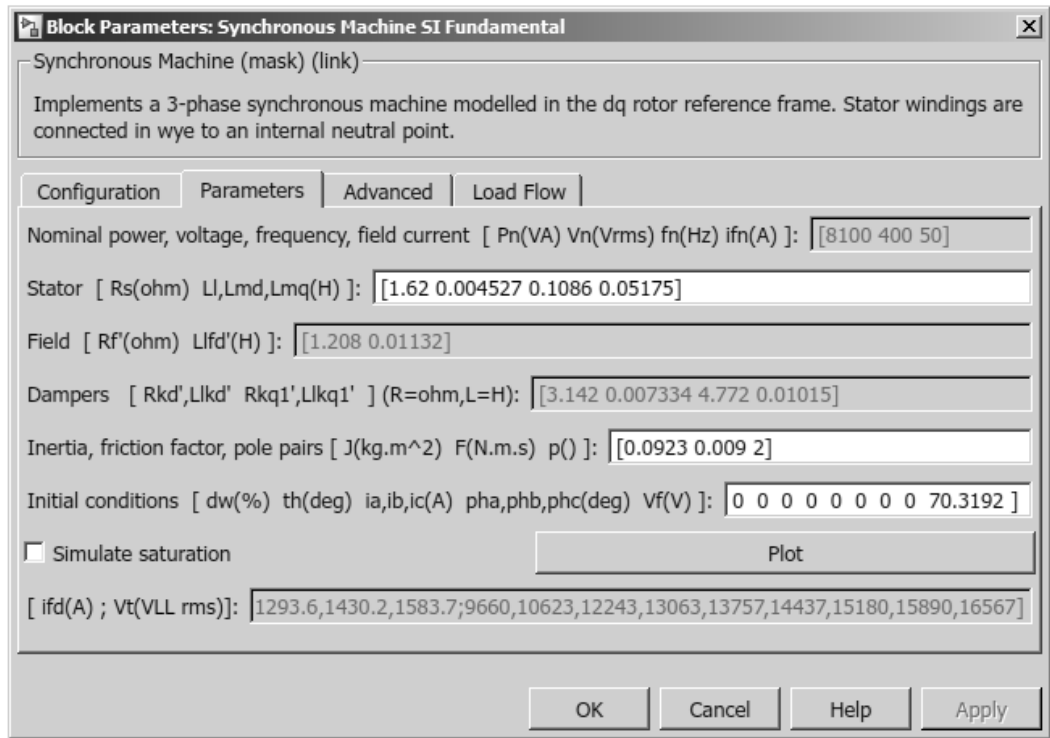 Block Parameters: Synchronous Machine SI Fundamental
Synchronous Machine (mask) (link)
Implements a 3-phase synchronous machine modelled in the dq rotor reference frame. Stator windings are
connected in wye to an internal neutral point.
Configuration Parameters Advanced Load Flow
Nominal power, voltage, frequency, field current [ Pn(VA) Vn(Vrms) fn(Hz) ifn(A) ]: [8100 400 50]
Stator [ Rs(ohm) Ll,Lmd,Lmq(H) ]: [1.62 0.004527 0.1086 0.05175]
Field [ Rf'(ohm) Llfd'(H) ]: [1.208 0.01132]
Dampers [ Rkd',Llkd' Rkq1',Llkq1' ] (R=ohm,L=H): [3.142 0.007334 4.772 0.01015]
Inertia, friction factor, pole pairs [ J(kg.m^2) F(N.m.s) p() ]: [0.0923 0.009 2]
Initial conditions [ dw(%) th(deg) ia,ib,ic(A) pha,phb,phc(deg) Vf(V) ]: 0 0 0 0 0 0 0 0 70.3192 ]
Simulate saturation Plot
[ ifd(A) ; Vt(VLL rms)]: 1293.6,1430.2,1583.7;9660,10623,12243,13063,13757,14437,15180,15890,16567]
OK Cancel Help Apply